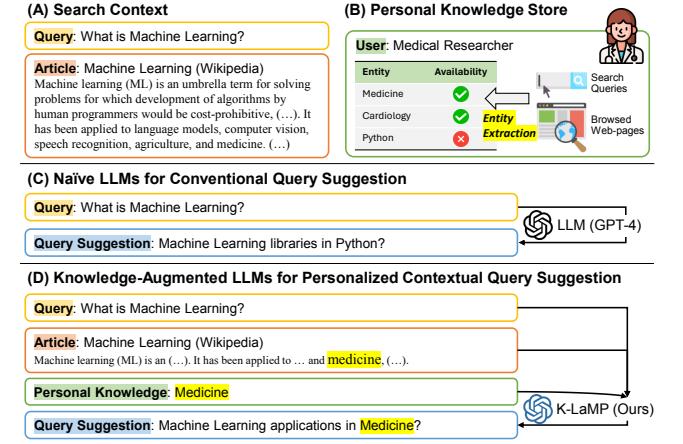 (A) Search Context
Query: What is Machine Learning?
Article: Machine Learning (Wikipedia)
Machine learning (ML) is an umbrella term for solving
problems for which development of algorithms by
human programmers would be cost-prohibitive, (…). It
has been applied to language models, computer vision,
speech recognition, agriculture, and medicine. (…)
(B) Personal Knowledge Store
User: Medical Researcher
Entity Availability
Medicine
Cardiology
Python
Entity
Extraction
Search
Queries
Browsed
Web-pages
(C) Naïve LLMs for Conventional Query Suggestion
Query: What is Machine Learning?
Query Suggestion: Machine Learning libraries in Python?
LLM (GPT-4)
(D) Knowledge-Augmented LLMs for Personalized Contextual Query Suggestion
Query: What is Machine Learning?
Article: Machine Learning (Wikipedia)
Machine learning (ML) is an (…). It has been applied to … and medicine, (…).
Personal Knowledge: Medicine
Query Suggestion: Machine Learning applications in Medicine?
K-LaMP (Ours)